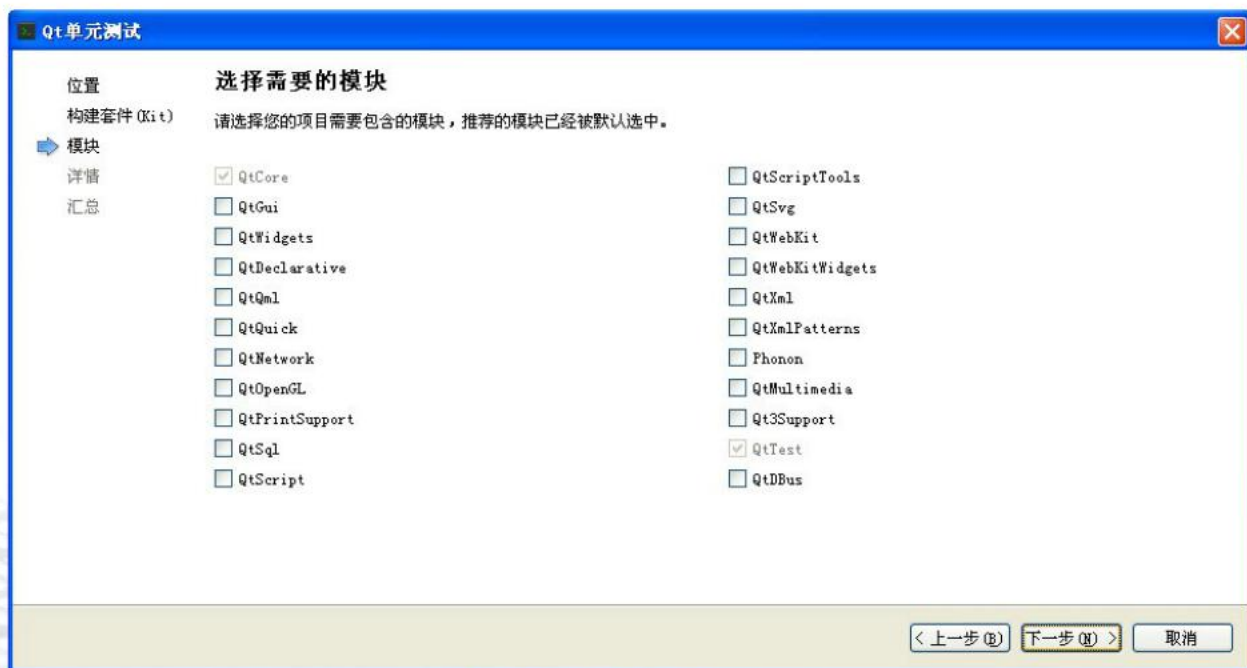 Qt单元测试
位置
构建套件(Kit)
模块
详情
汇总
选择需要的模块
请选择您的项目需要包含的模块，推荐的模块已经被默认选中。
QtCore
QtGui
QtWidgets
QtDeclarative
QtQml
QtQuick
QtNetwork
QtOpenGL
QtPrintSupport
QtSql
QtScript
QtScriptTools
QtSvg
QtWebKit
QtWebKitWidgets
QtXml
QtXmlPatterns
Phonon
QtMultimedia
Qt3Support
QtTest
QtDBus
< 上一步(B)
下一步(N) >
取消